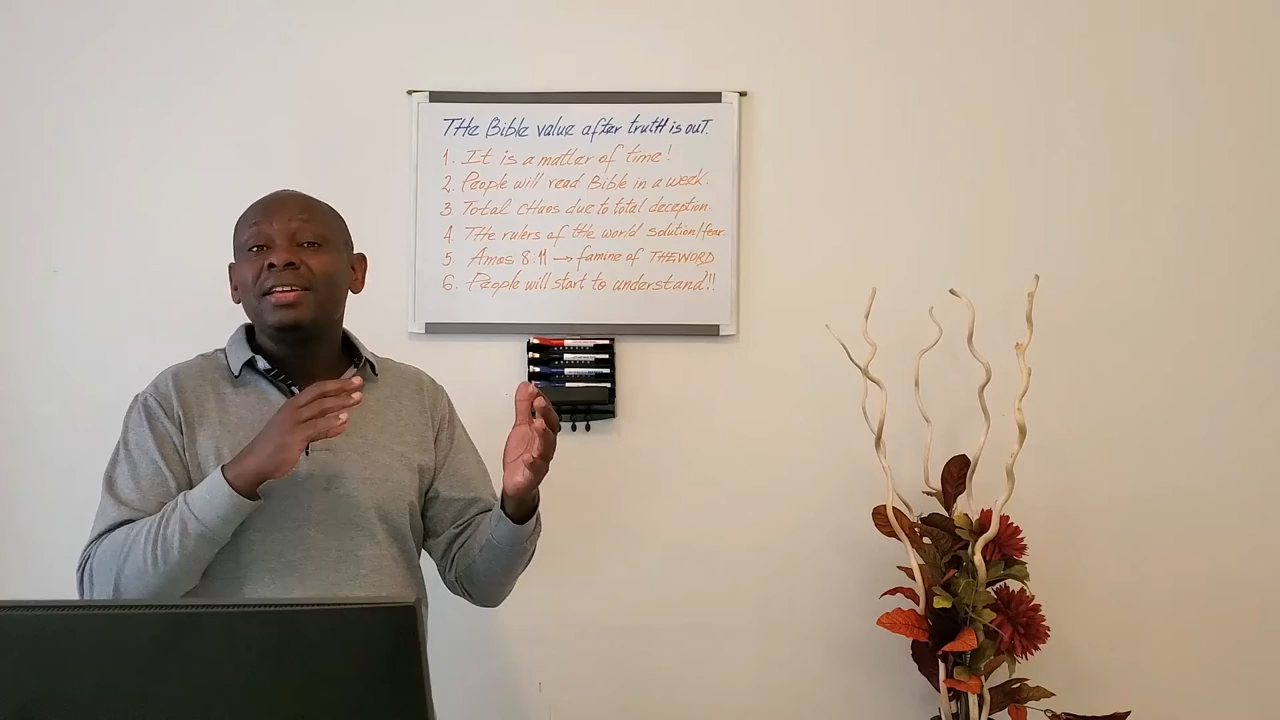 THe Bible value after truTH is ouT.
1. It is a matter of time!
2. People will read Bible in a week.
3. Total CHaos due to total deception.
4. THe rulers of tHe world solution/fear.
5. Amos 8:11 → famine of THEWORD
6. People will start to understand!!